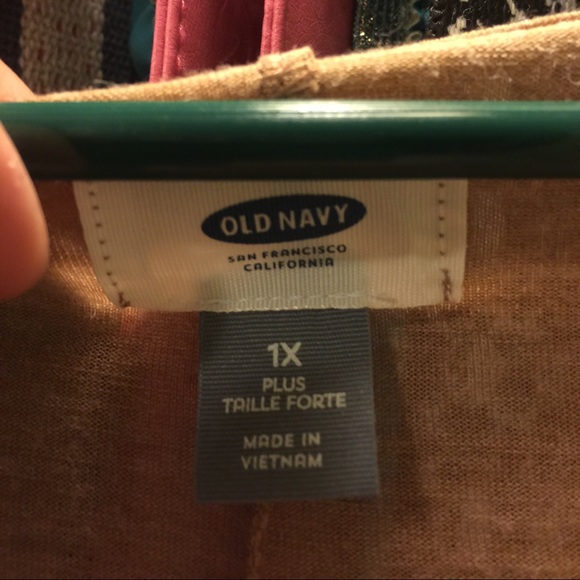 OLD NAVY
SAN FRANCISCO
CALIFORNIA
1X
PLUS
TAILLE FORTE
MADE IN
VIETNAM